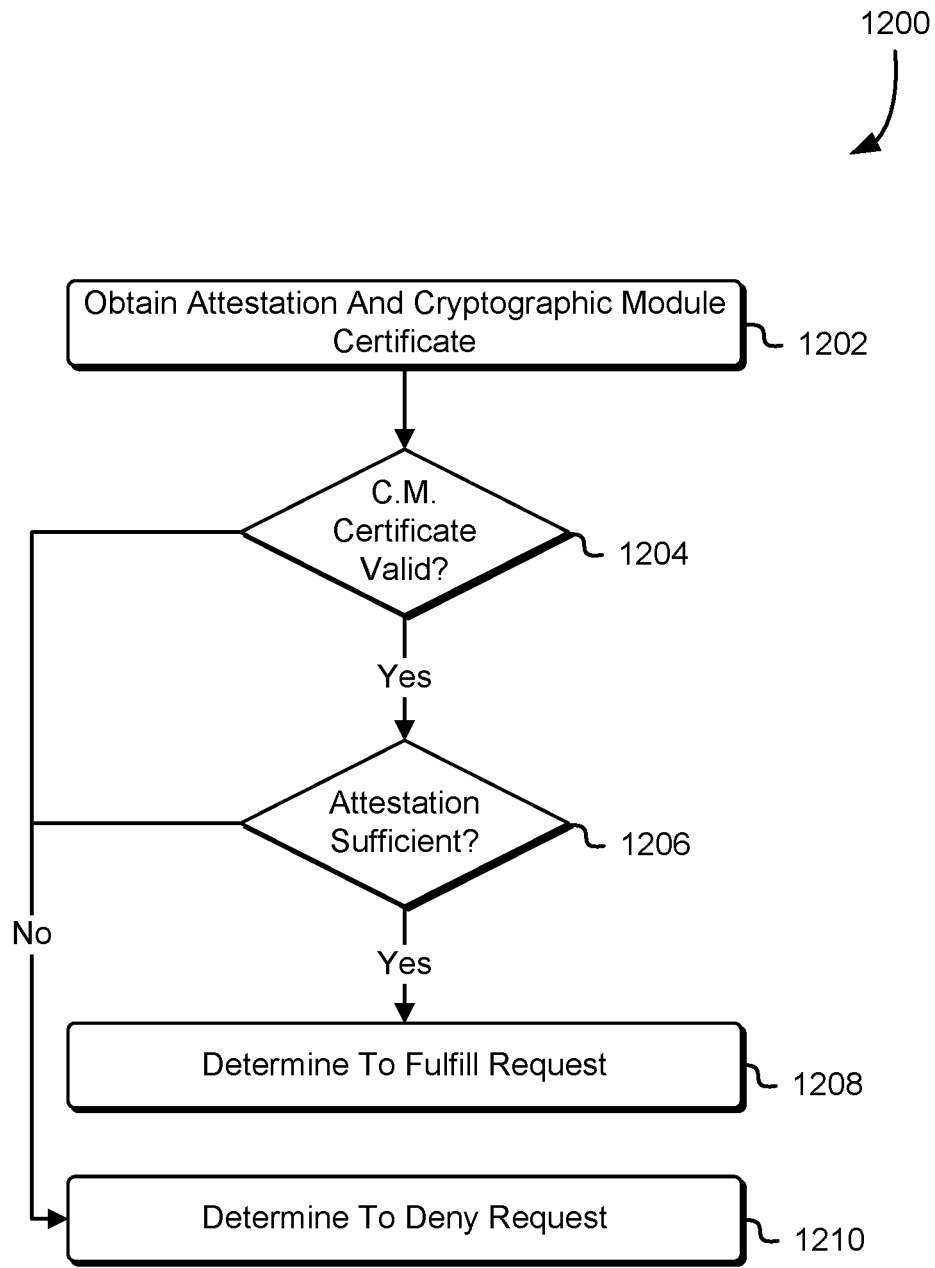 1200
Obtain Attestation And Cryptographic Module
Certificate
1202
C.M.
Certificate
Valid?
1204
Yes
Attestation
Sufficient?
1206
No
Yes
Determine To Fulfill Request
1208
Determine To Deny Request
1210